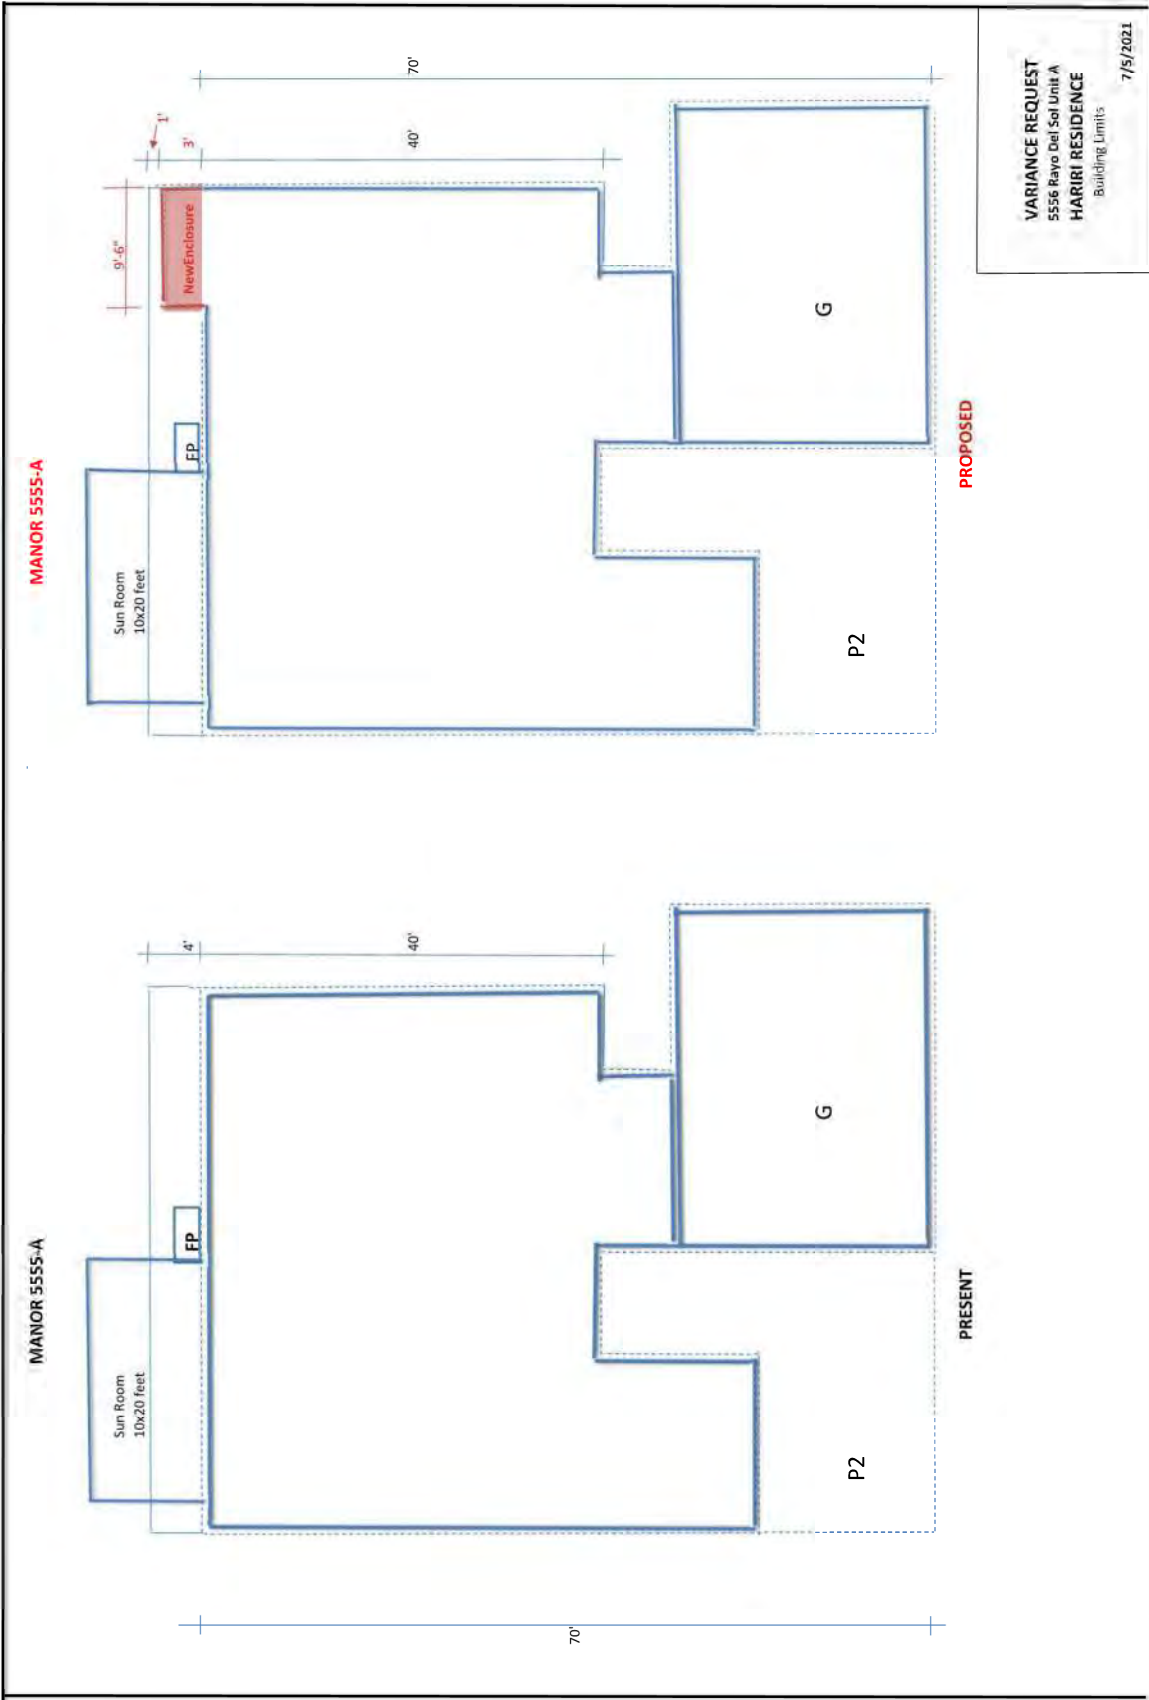 MANOR 5555-A
Sun Room
10x20 feet
FP
4'
40'
70'
G
P2
PRESENT
MANOR 5555-A
Sun Room
10x20 feet
FP
9'-6"
1'
3'
NewEnclosure
40'
70'
G
P2
PROPOSED
VARIANCE REQUEST
5556 Rayo Del Sol Unit A
HARIRI RESIDENCE
Building Limits
7/5/2021